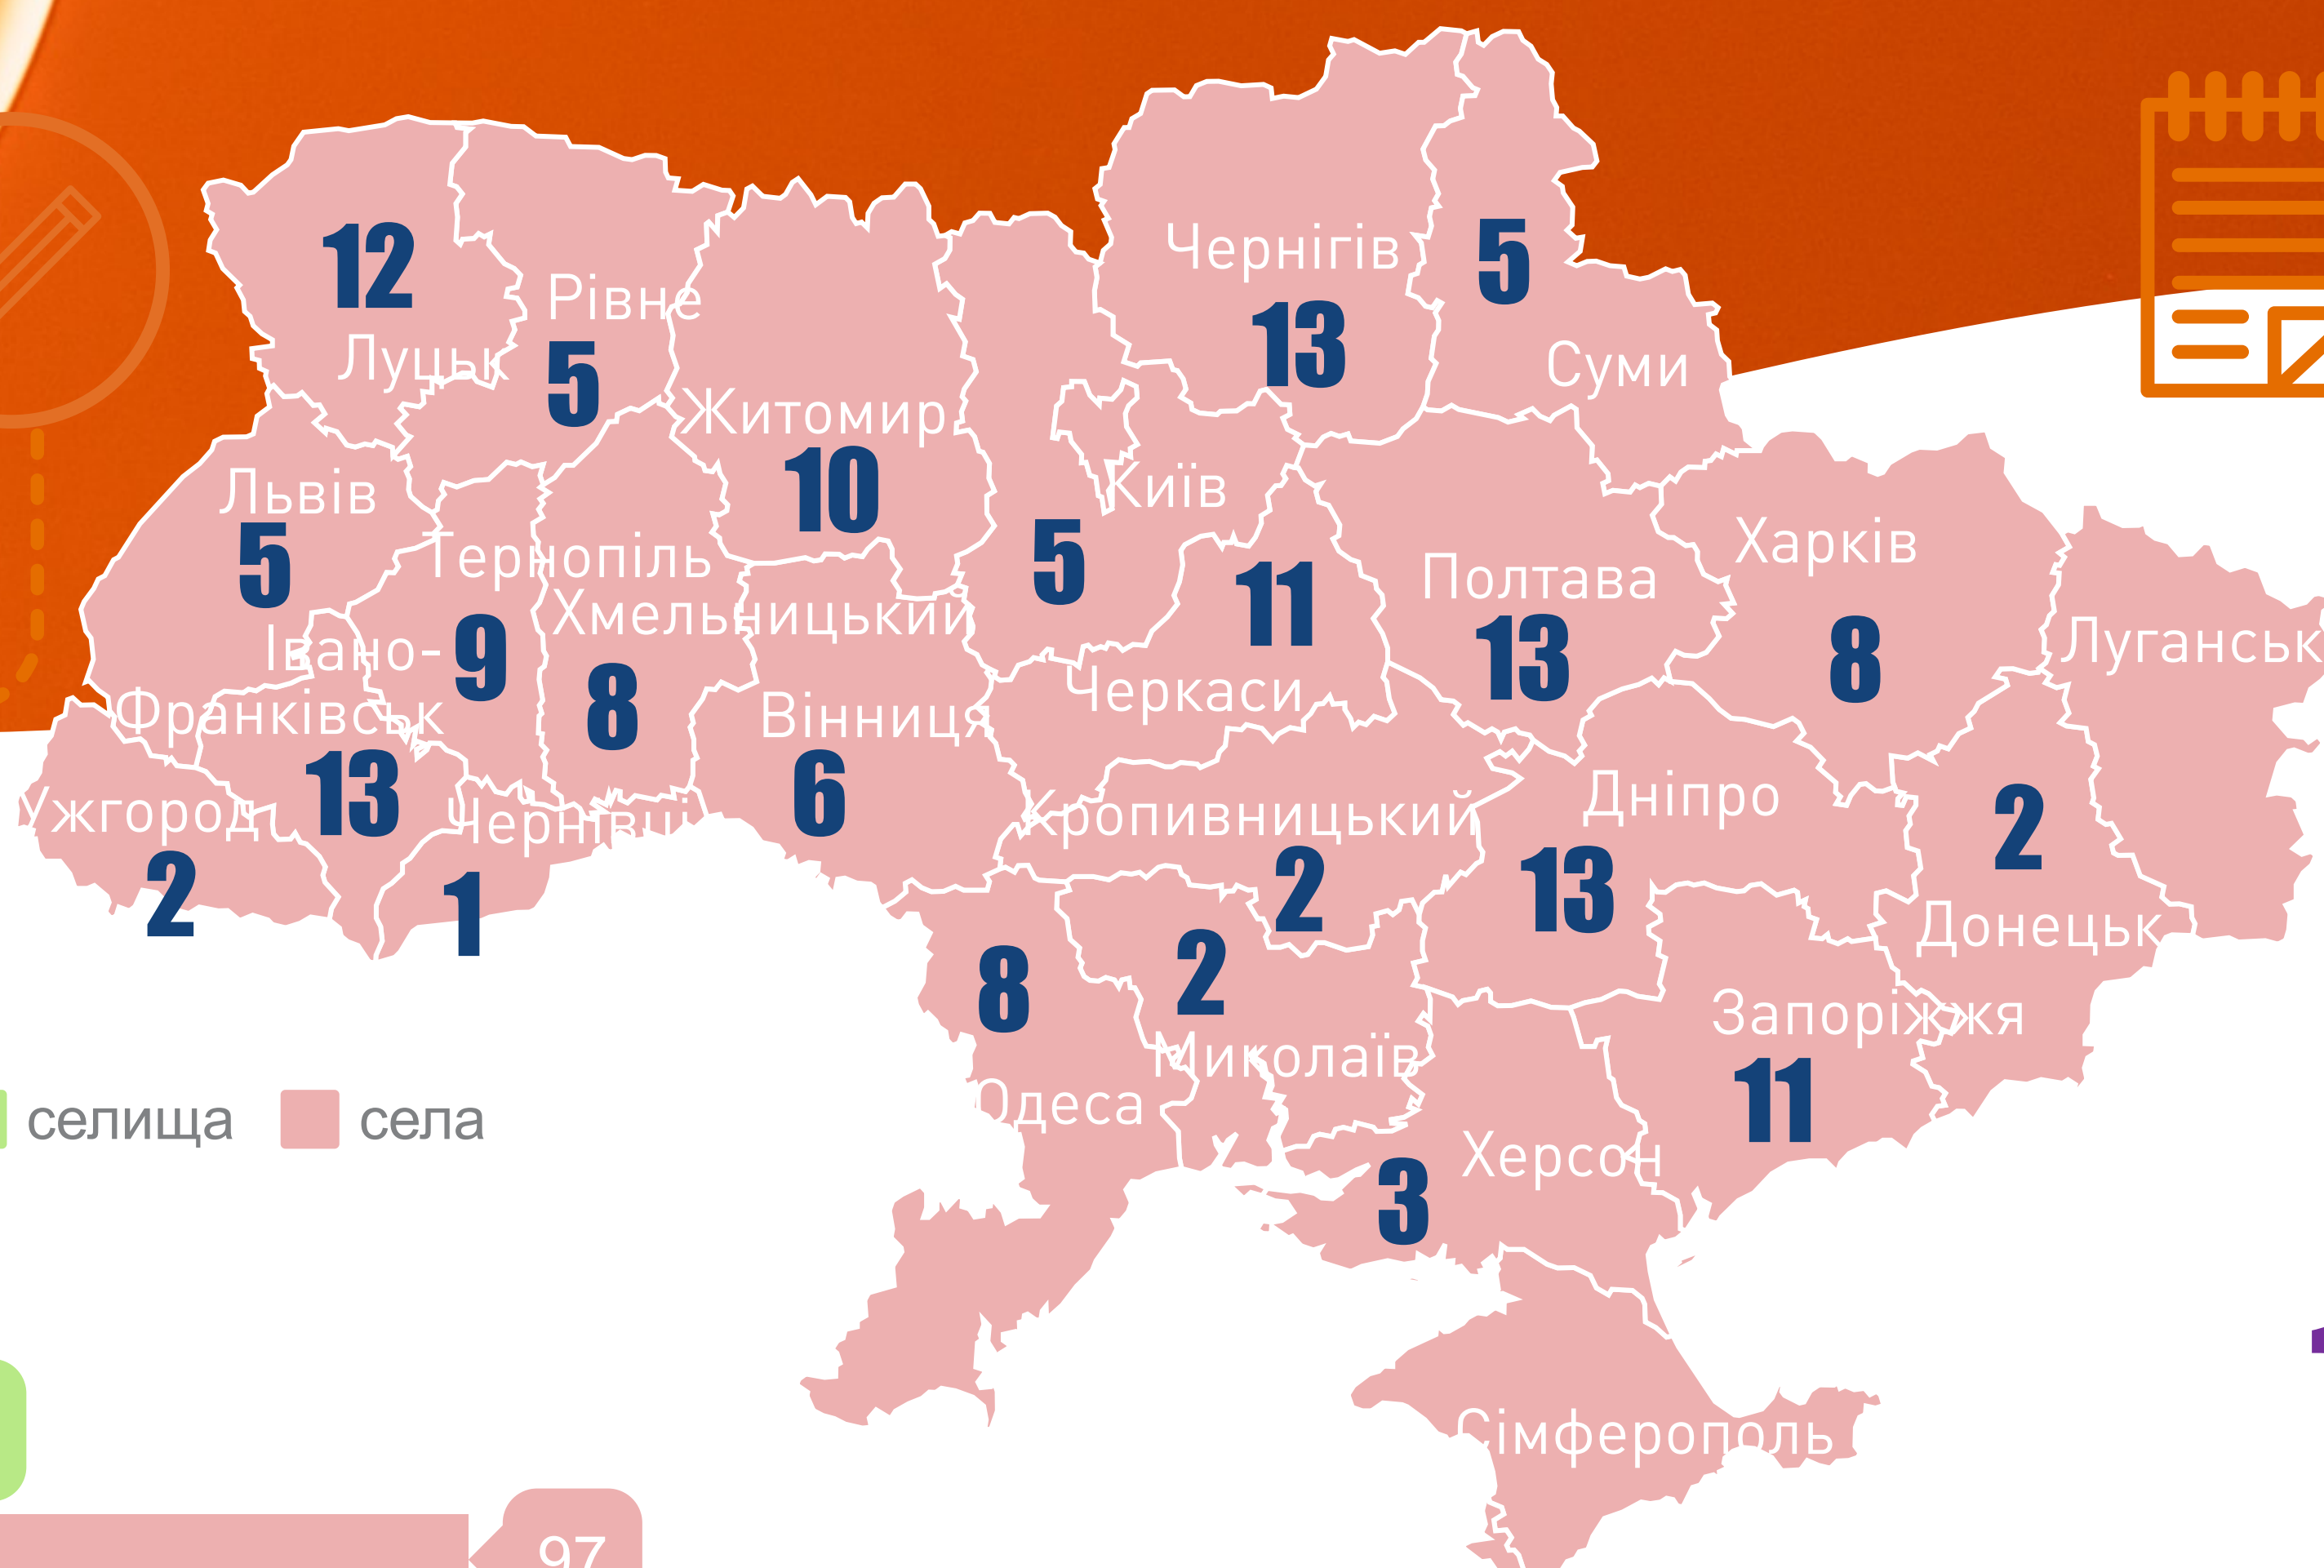 Чернігів
13
5
Суми
12
Луцьк
Рівне
5
Житомир
10
Київ
5
Львів
5
Тернопіль
9
Хмельницький
8
Івано-
Франківськ
13
Вінниця
6
11
Черкаси
Полтава
13
Харків
8
Луганськ
Ужгород
2
Чернівці
1
Кропивницький
2
Дніпро
13
2
Донецьк
8
Одеса
2
Миколаїв
Запоріжжя
11
Херсон
3
Сімферополь
селища
села
97